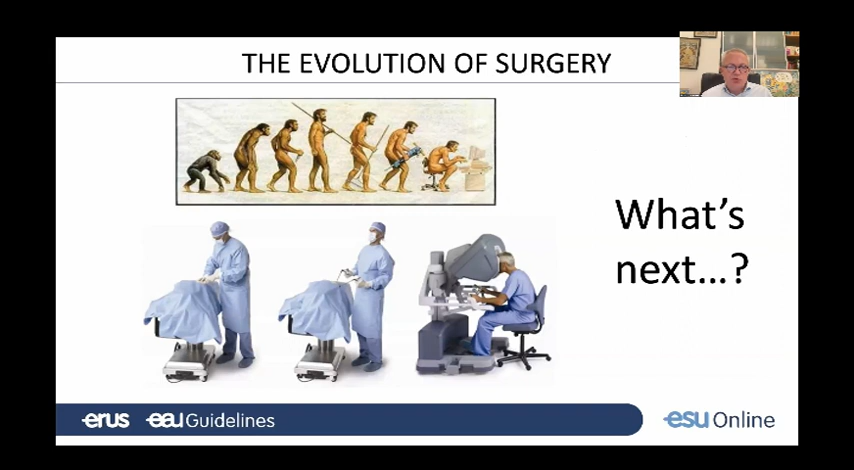 THE EVOLUTION OF SURGERY
What's
next...?
erus eau Guidelines
esu Online